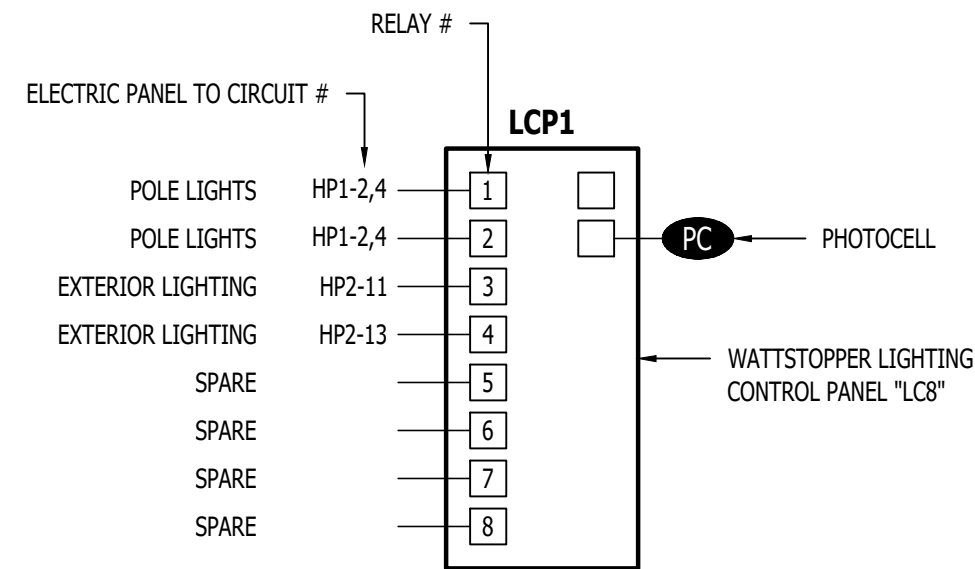 RELAY #
ELECTRIC PANEL TO CIRCUIT #
LCP1
POLE LIGHTS HP1-2,4 1
POLE LIGHTS HP1-2,4 2 PC PHOTOCELL
EXTERIOR LIGHTING HP2-11 3
EXTERIOR LIGHTING HP2-13 4
WATTSTOPPER LIGHTING
CONTROL PANEL "LC8"
SPARE 5
SPARE 6
SPARE 7
SPARE 8